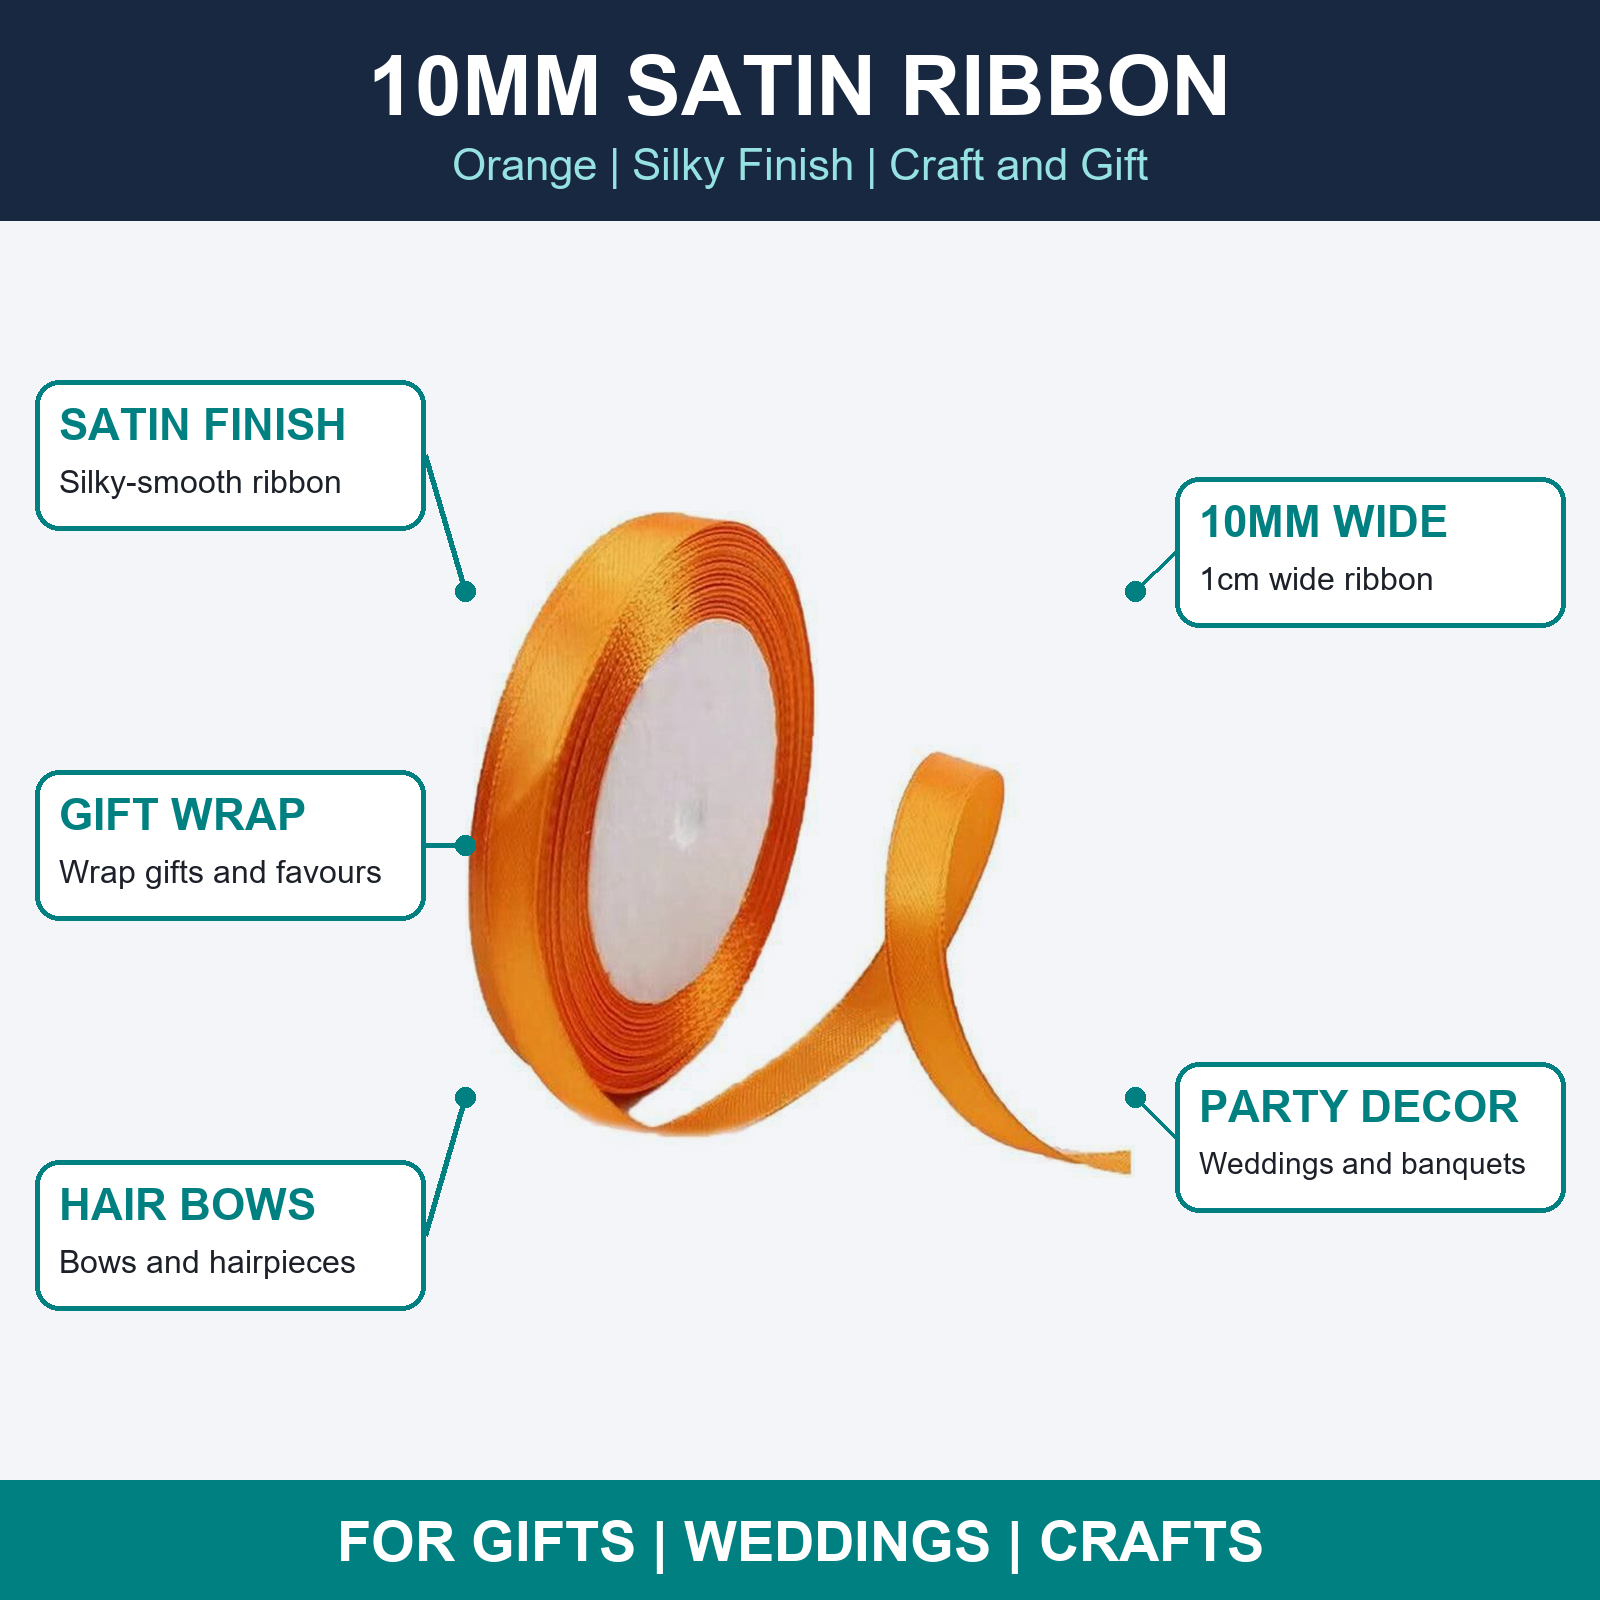 10MM SATIN RIBBON
Orange | Silky Finish | Craft and Gift
SATIN FINISH
Silky-smooth ribbon
10MM WIDE
1cm wide ribbon
GIFT WRAP
Wrap gifts and favours
PARTY DECOR
Weddings and banquets
HAIR BOWS
Bows and hairpieces
FOR GIFTS | WEDDINGS | CRAFTS